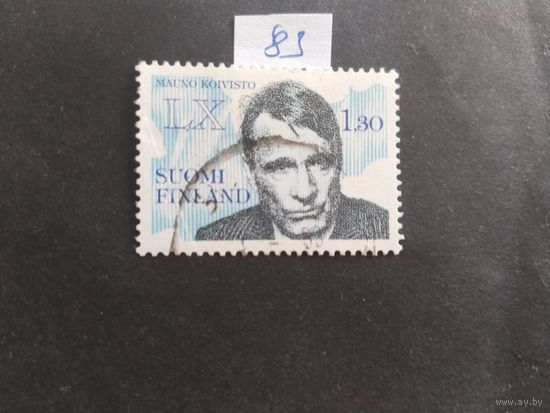 83
MAUNO KOIVISTO
LX
1.30
SUOMI
FINLAND
www.ay.by